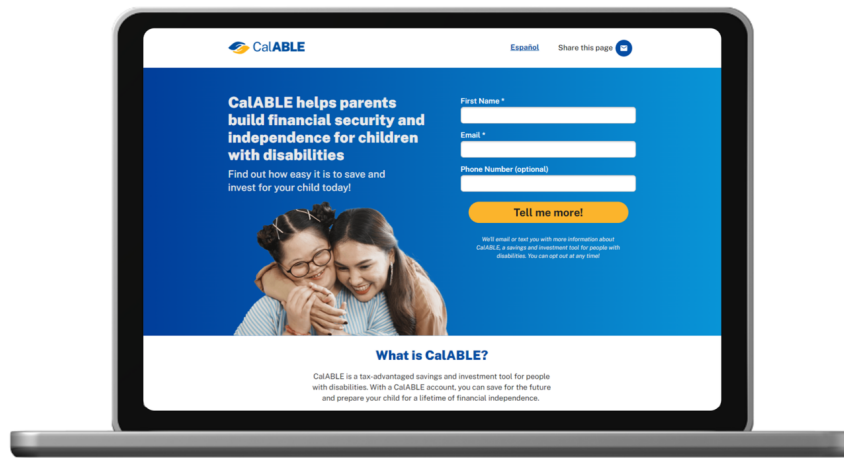 CalABLE
Español
Share this page
CalABLE helps parents
build financial security and
independence for children
with disabilities
Find out how easy it is to save and
invest for your child today!
First Name *
Email *
Phone Number (optional)
Tell me more!
We'll email or text you with more information about
CalABLE, a savings and investment tool for people with
disabilities. You can opt out at any time!
What is CalABLE?
CalABLE is a tax-advantaged savings and investment tool for people
with disabilities. With a CalABLE account, you can save for the future
and prepare your child for a lifetime of financial independence.